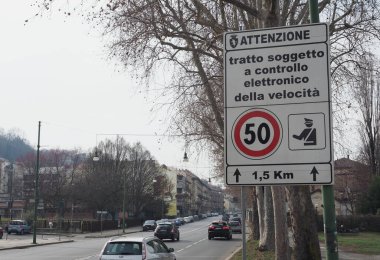 ATTENZIONE
tratto soggetto
a controllo
elettronico
della velocità
50
1,5 Km